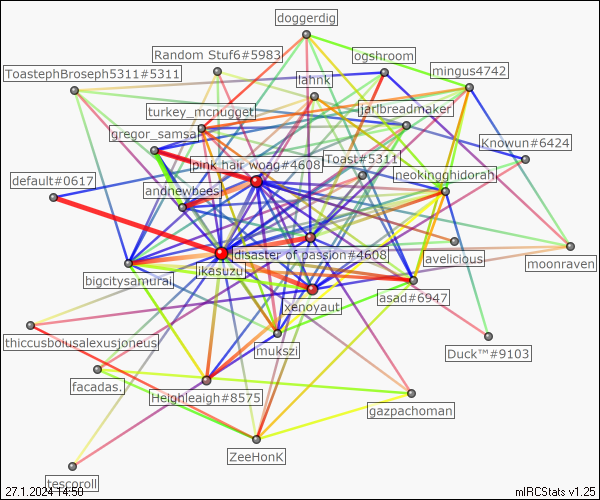 doggerdig
Random Stuf6#5983
ogshroom
ToastephBroseph5311#5311
lahnk
mingus4742
turkey_mcnugget
jarlbreadmaker
gregor_samsa
Knowun#6424
pink hair woag#4608
Toast#5311
default#0617
andnewbees
neokingghidorah
disaster of passion#4608
avelicious
moonraven
bigcitysamurai
jkasuzu
asad#6947
xenoyaut
thiccusboiusalexusjoneus
mukszi
Duck™#9103
facadas.
Heighleaigh#8575
gazpachoman
ZeeHonK
tescoroll
27.1.2024 14:50
mIRCStats v1.25